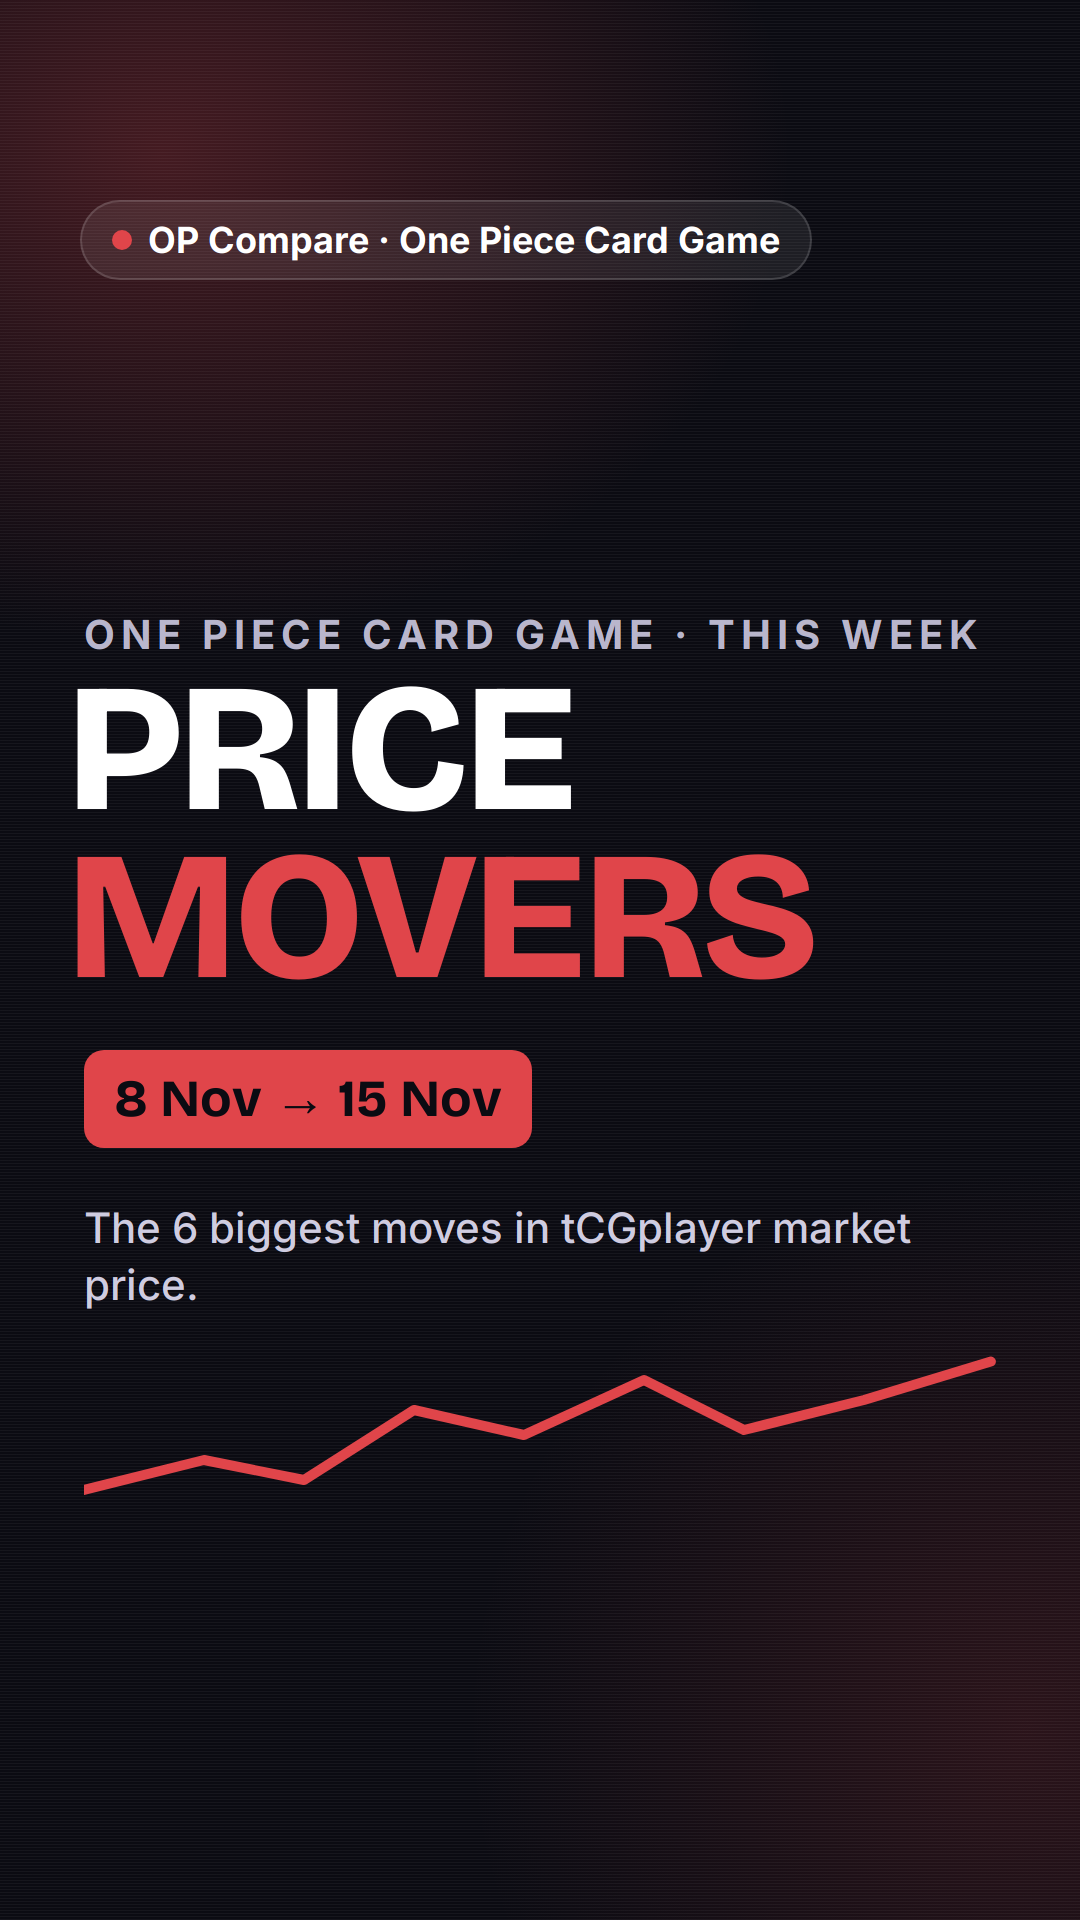 OP Compare · One Piece Card Game
ONE PIECE CARD GAME · THIS WEEK
PRICE
MOVERS
8 Nov → 15 Nov
The 6 biggest moves in tCGplayer market
price.